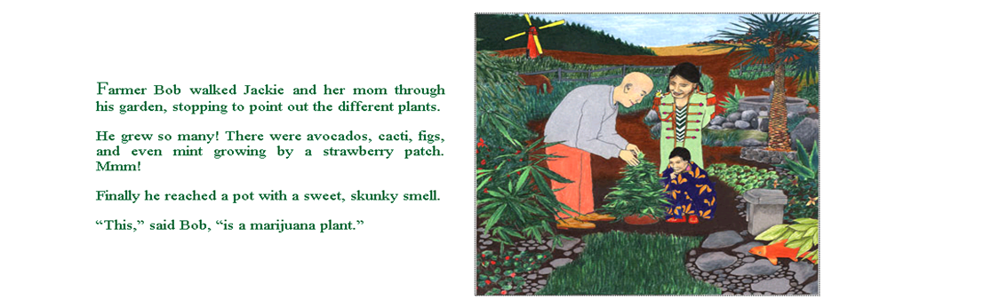 Farmer Bob walked Jackie and her mom through
his garden, stopping to point out the different plants.
He grew so many! There were avocados, cacti, figs,
and even mint growing by a strawberry patch.
Mmm!
Finally he reached a pot with a sweet, skunky smell.
“This,” said Bob, “is a marijuana plant.”